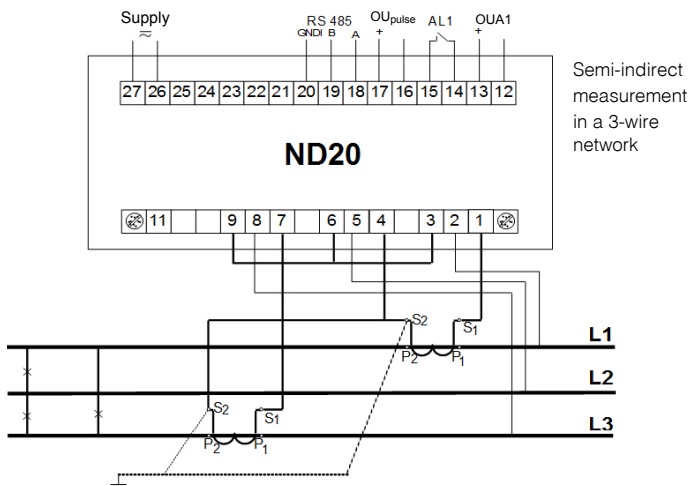 Supply
RS 485
GNDI B A
OUpulse
+
AL1
OUA1
+
27 26 25 24 23 22 21 20 19 18 17 16 15 14 13 12
Semi-indirect
measurement
in a 3-wire
network
ND20
11 9 8 7 6 5 4 3 2 1
S2 S1
L1
P2 P1
L2
S2 S1
L3
P2 P1